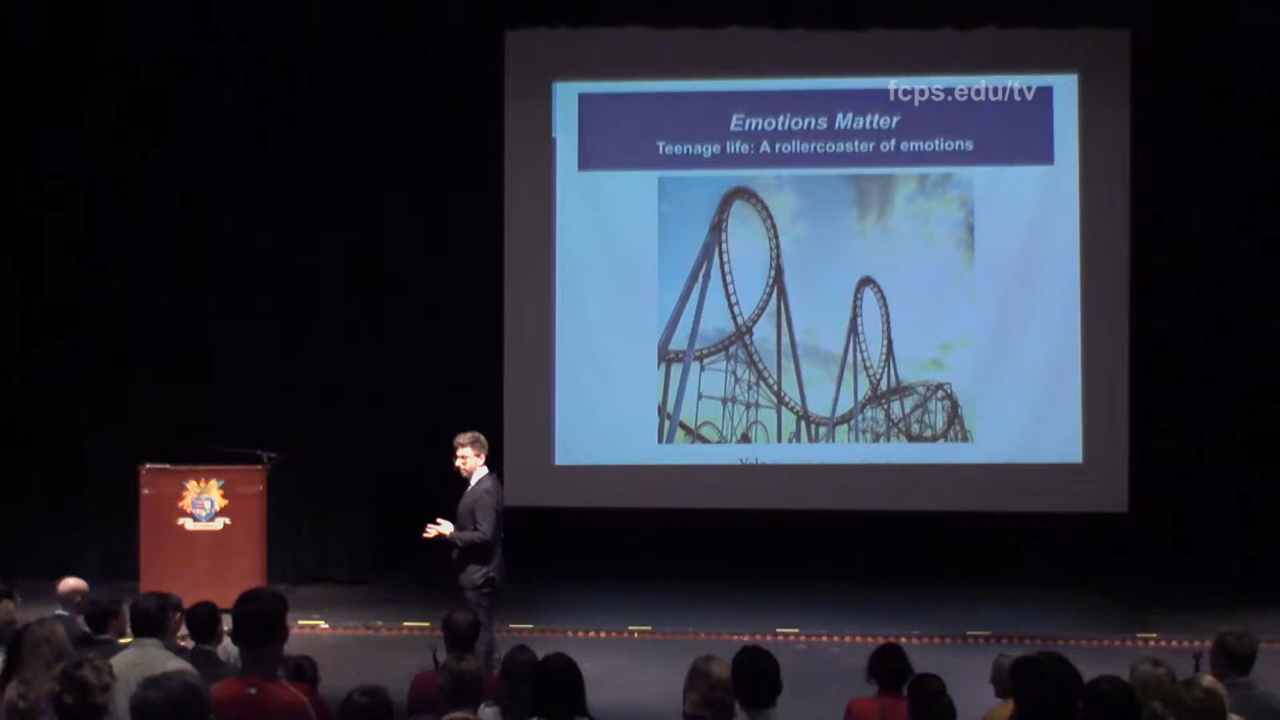 fcps.edu/tv
Emotions Matter
Teenage life: A rollercoaster of emotions